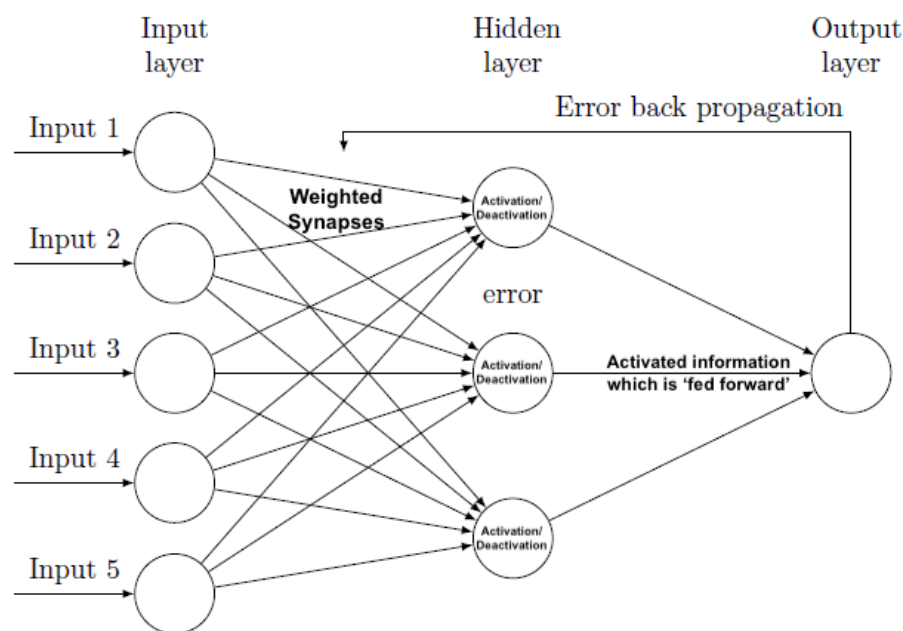 Input
layer
Hidden
layer
Output
layer
Error back propagation
Input 1
Weighted
Synapses
Activation/
Deactivation
Input 2
error
Input 3
Activation/
Deactivation
Activated information
which is 'fed forward'
Input 4
Activation/
Deactivation
Input 5